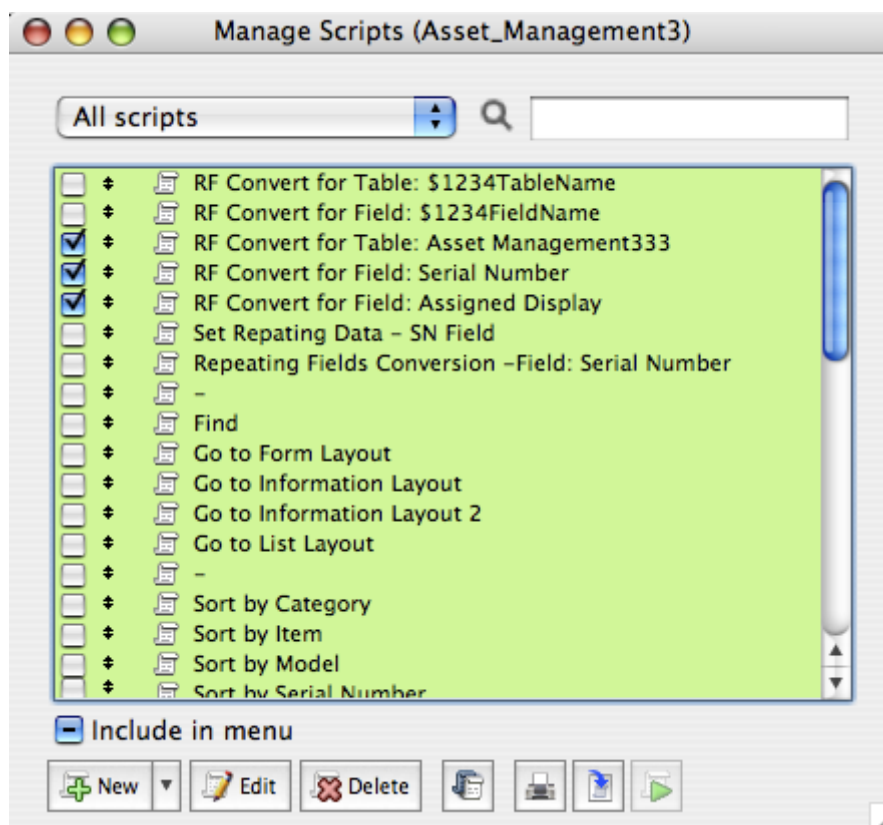 Manage Scripts (Asset_Management3)
All scripts
RF Convert for Table: $1234TableName
RF Convert for Field: $1234FieldName
RF Convert for Table: Asset Management333
RF Convert for Field: Serial Number
RF Convert for Field: Assigned Display
Set Repating Data - SN Field
Repeating Fields Conversion -Field: Serial Number
-
Find
Go to Form Layout
Go to Information Layout
Go to Information Layout 2
Go to List Layout
-
Sort by Category
Sort by Item
Sort by Model
Sort by Serial Number
Include in menu
New Edit Delete